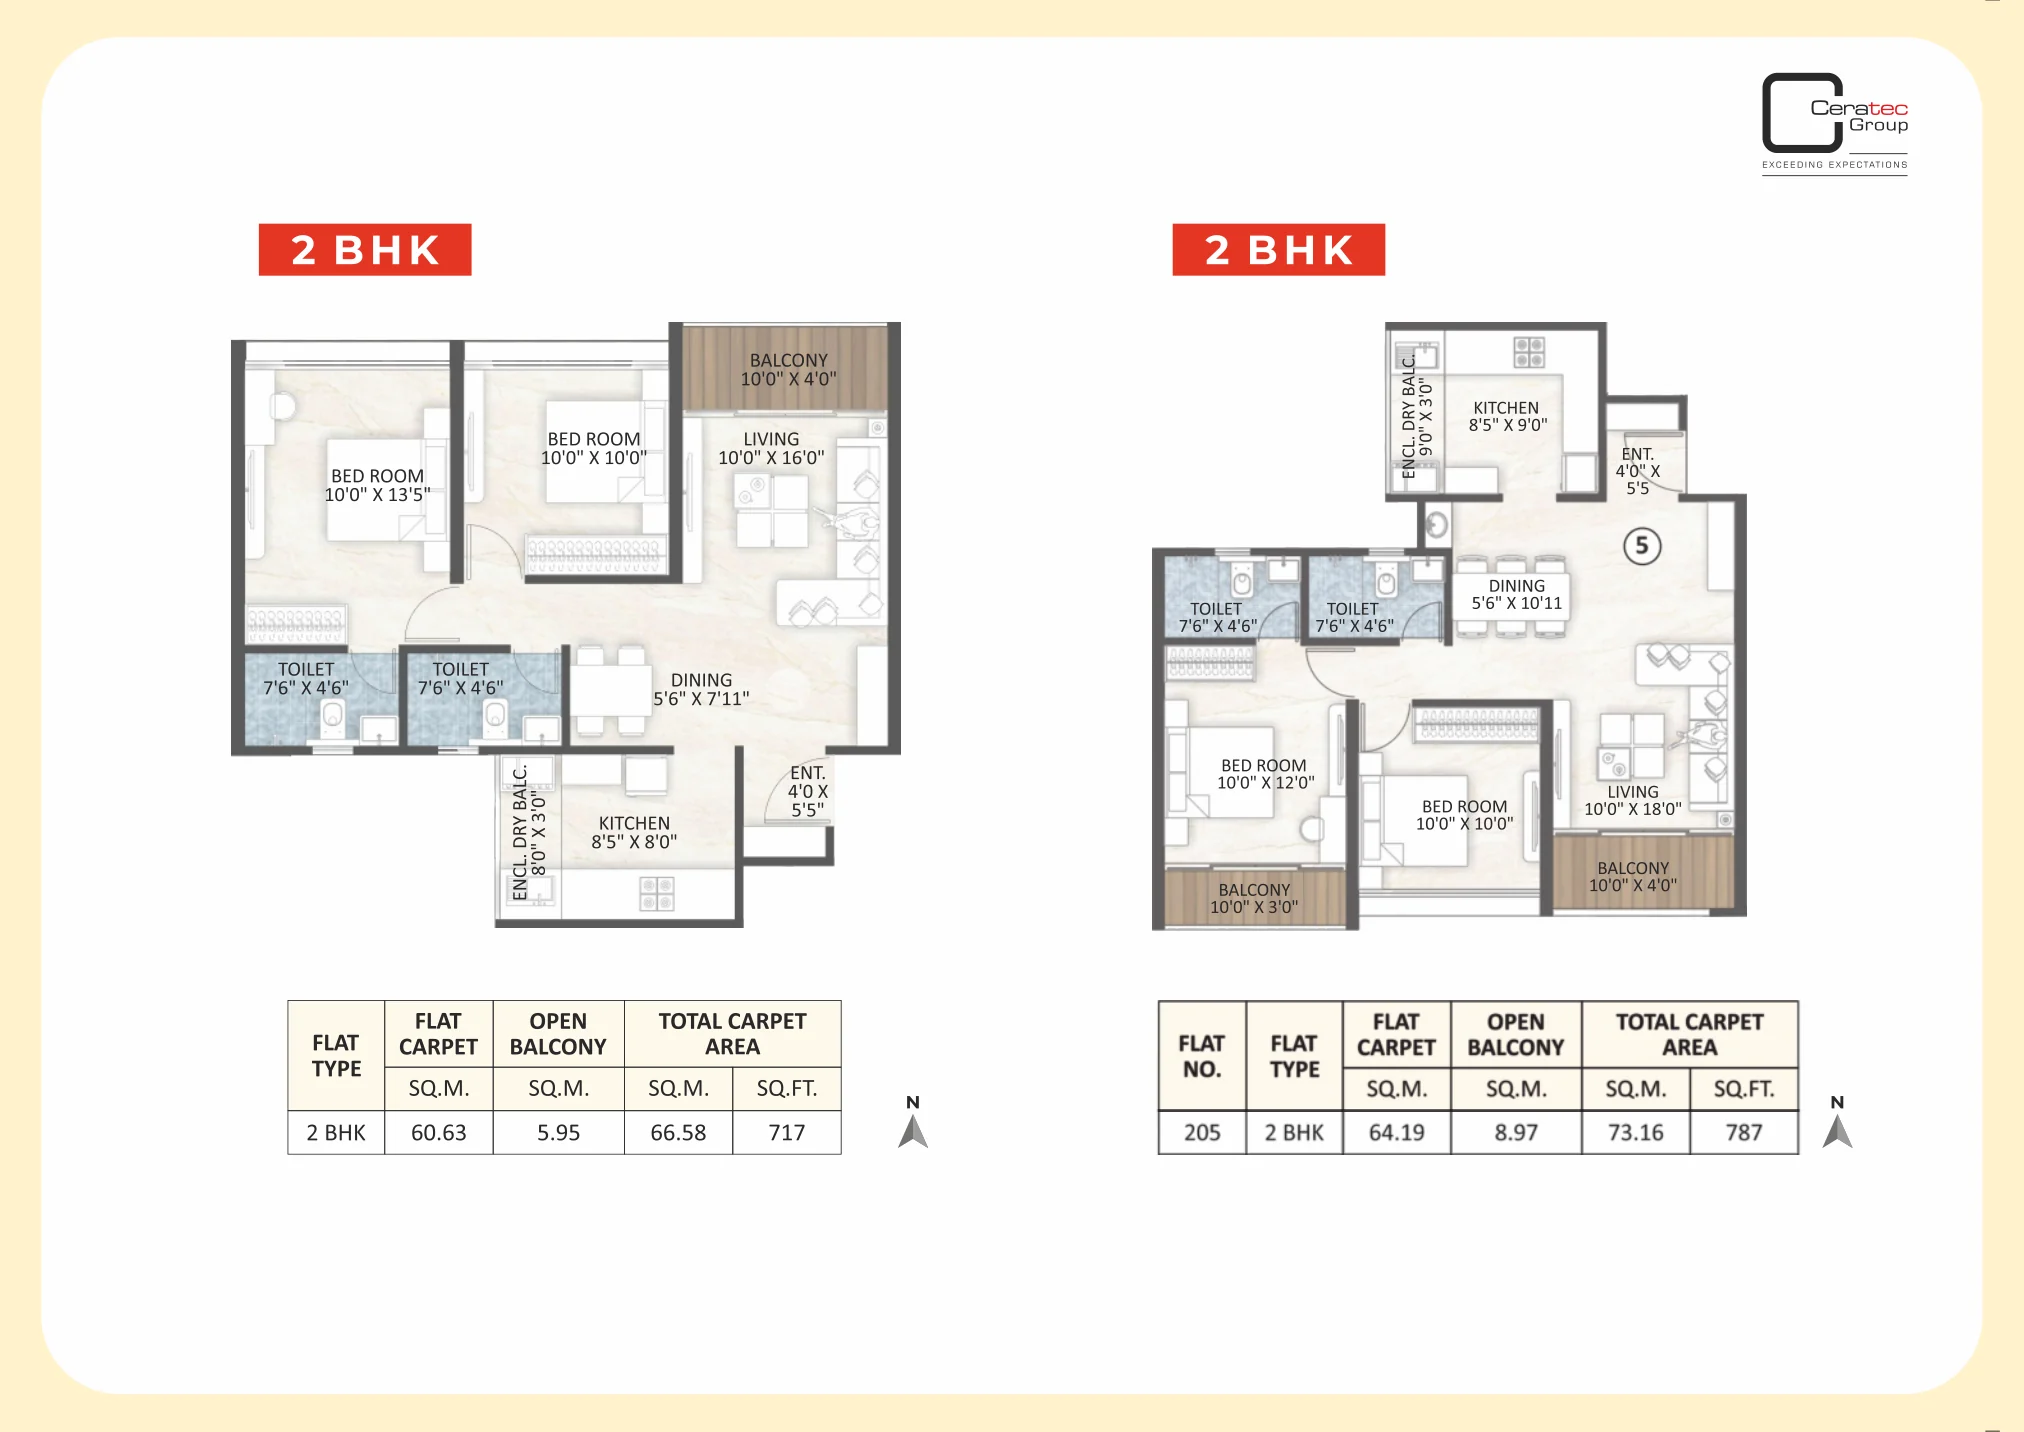 Ceratec
Group
EXCEEDING EXPECTATIONS
2 BHK
BALCONY
10'0" X 4'0"
BED ROOM
10'0" X 13'5"
BED ROOM
10'0" X 10'0"
LIVING
10'0" X 16'0"
TOILET
7'6" X 4'6"
TOILET
7'6" X 4'6"
DINING
5'6" X 7'11"
ENCL. DRY BALC.
8'0" X 3'0"
KITCHEN
8'5" X 8'0"
ENT.
4'0 X
5'5"
FLAT TYPE FLAT CARPET OPEN BALCONY TOTAL CARPET AREA
SQ.M. SQ.M. SQ.M. SQ.FT.
2 BHK 60.63 5.95 66.58 717
N
2 BHK
ENCL. DRY BALC.
9'0" X 3'0"
KITCHEN
8'5" X 9'0"
ENT.
4'0" X
5'5
5
TOILET
7'6" X 4'6"
TOILET
7'6" X 4'6"
DINING
5'6" X 10'11
BED ROOM
10'0" X 12'0"
BED ROOM
10'0" X 10'0"
LIVING
10'0" X 18'0"
BALCONY
10'0" X 3'0"
BALCONY
10'0" X 4'0"
FLAT NO. FLAT TYPE FLAT CARPET OPEN BALCONY TOTAL CARPET AREA
SQ.M. SQ.M. SQ.M. SQ.FT.
205 2 BHK 64.19 8.97 73.16 787
N